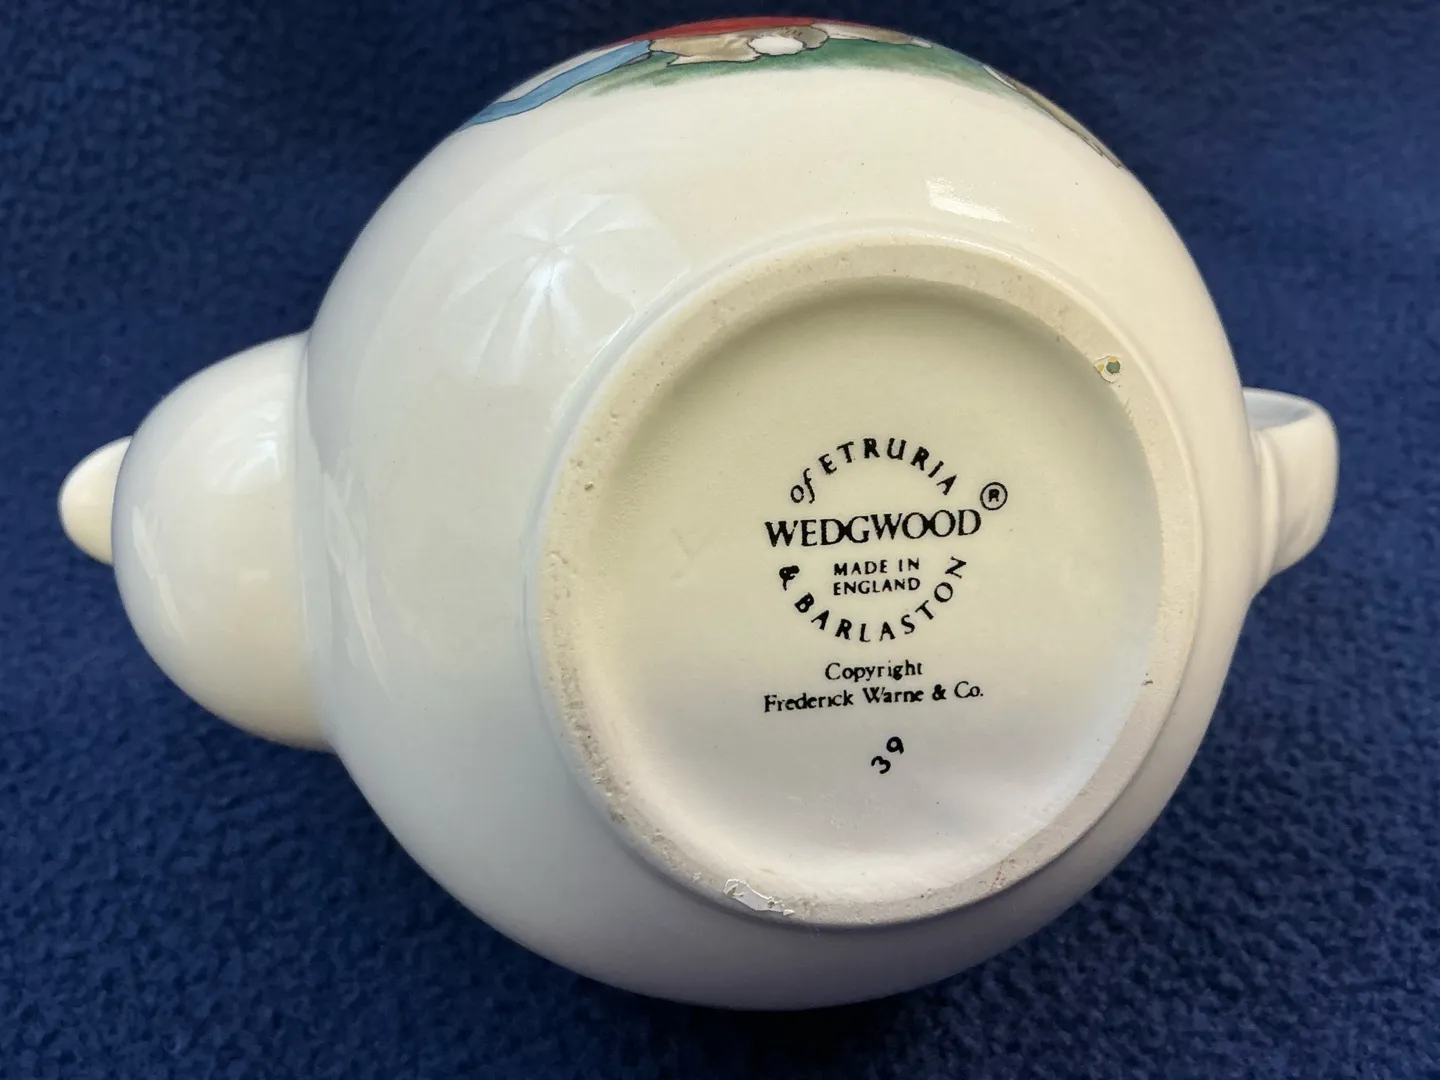 of ETRURIA
WEDGWOOD ®
MADE IN
ENGLAND
& BARLASTON
Copyright
Frederick Warne & Co.
39